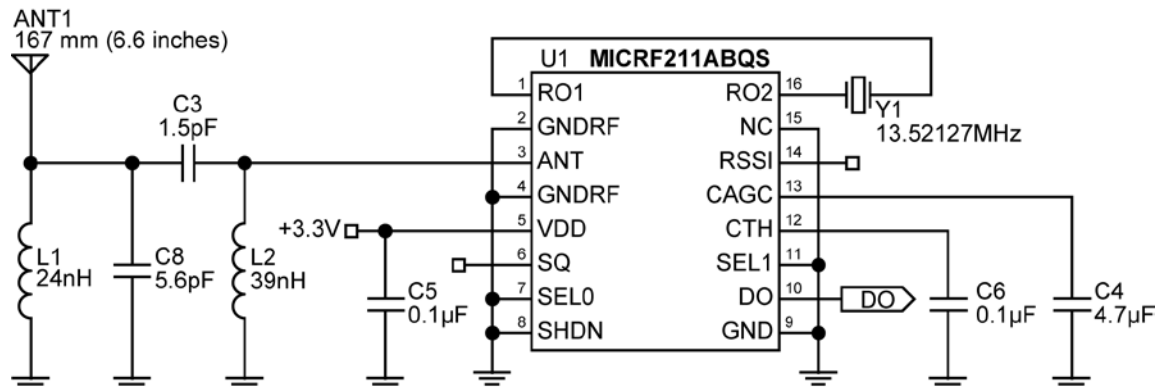 ANT1
167 mm (6.6 inches)
U1 MICRF211ABQS
C3
1.5pF
1 RO1
RO2 16
Y1
13.52127MHz
2 GNDRF
NC 15
3 ANT
RSSI 14
4 GNDRF
CAGC 13
+3.3V
5 VDD
CTH 12
6 SQ
SEL1 11
7 SEL0
DO 10
DO
8 SHDN
GND 9
L1
24nH
C8
5.6pF
L2
39nH
C5
0.1µF
C6
0.1µF
C4
4.7µF